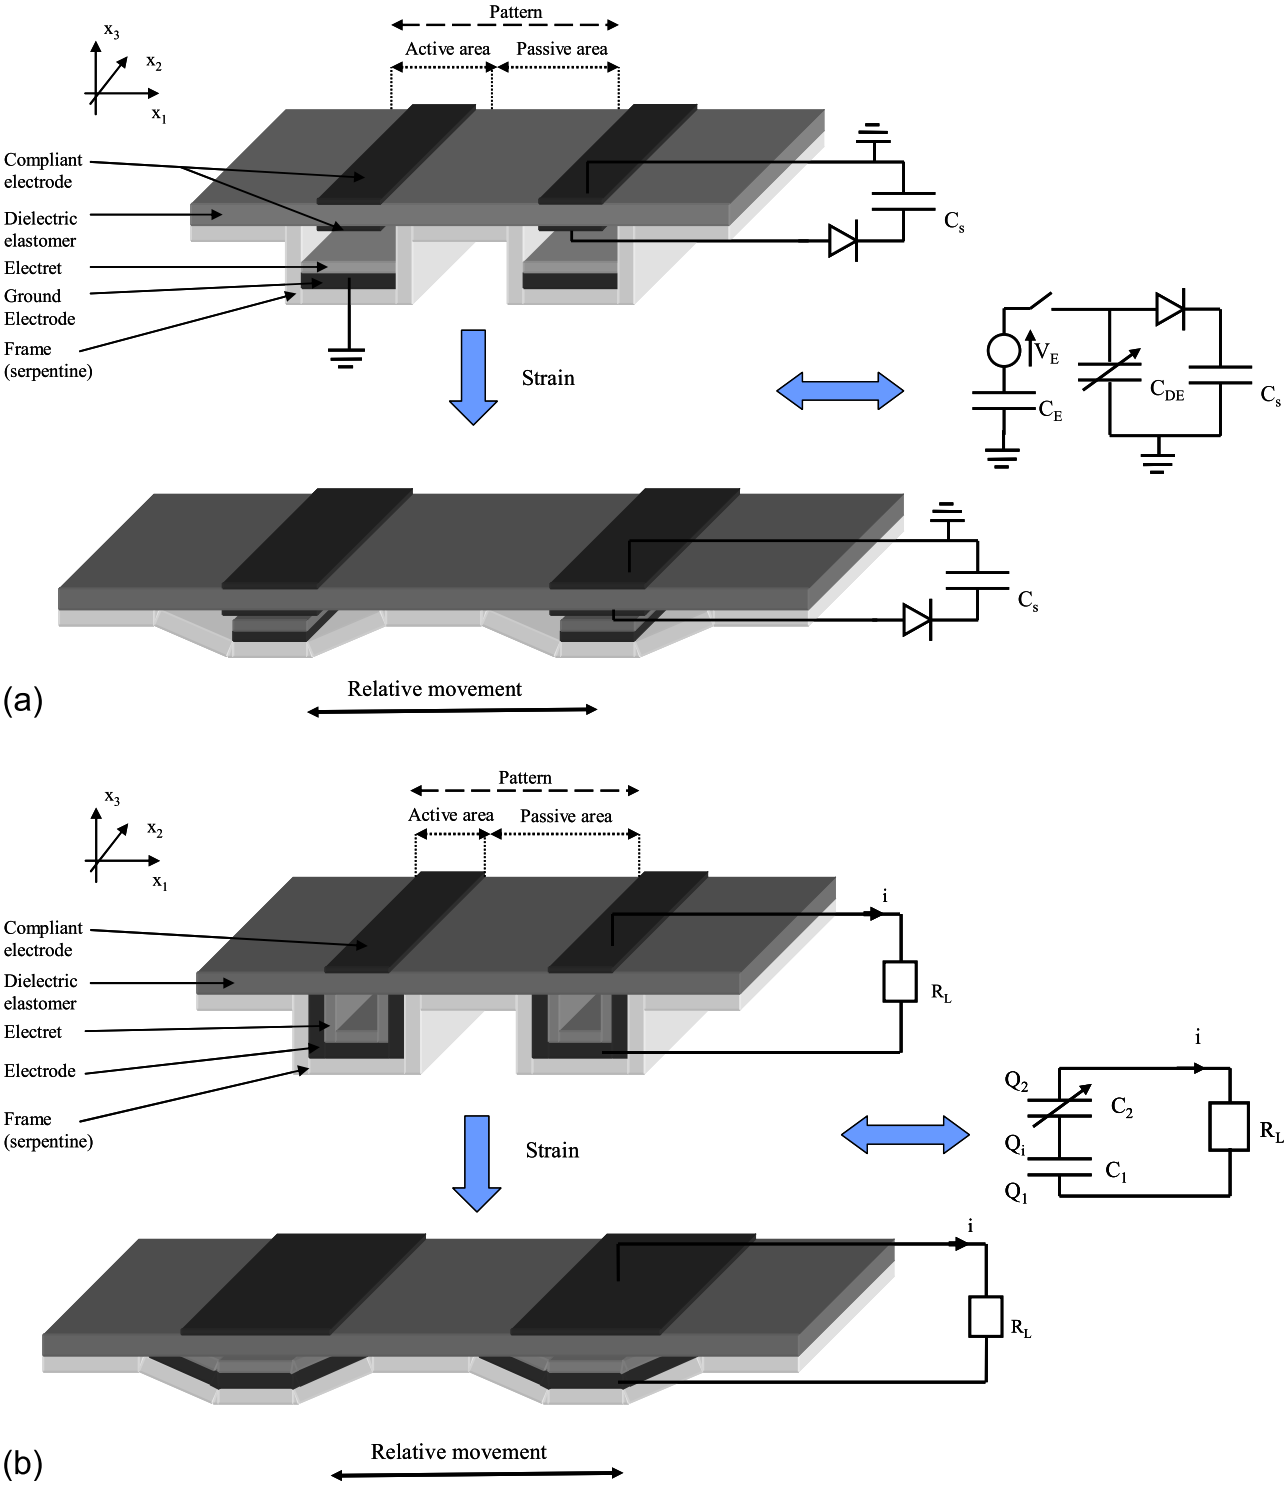 Pattern
Active area
Passive area
x3
x2
x1
Compliant
electrode
Dielectric
elastomer
Electret
Ground
Electrode
Frame
(serpentine)
Cs
Strain
VE
CE
CDE
Cs
Cs
Relative movement
(a)
Pattern
Active area
Passive area
x3
x2
x1
Compliant
electrode
Dielectric
elastomer
Electret
Electrode
Frame
(serpentine)
i
RL
Strain
i
Q2
C2
Qi
C1
Q1
RL
i
RL
Relative movement
(b)